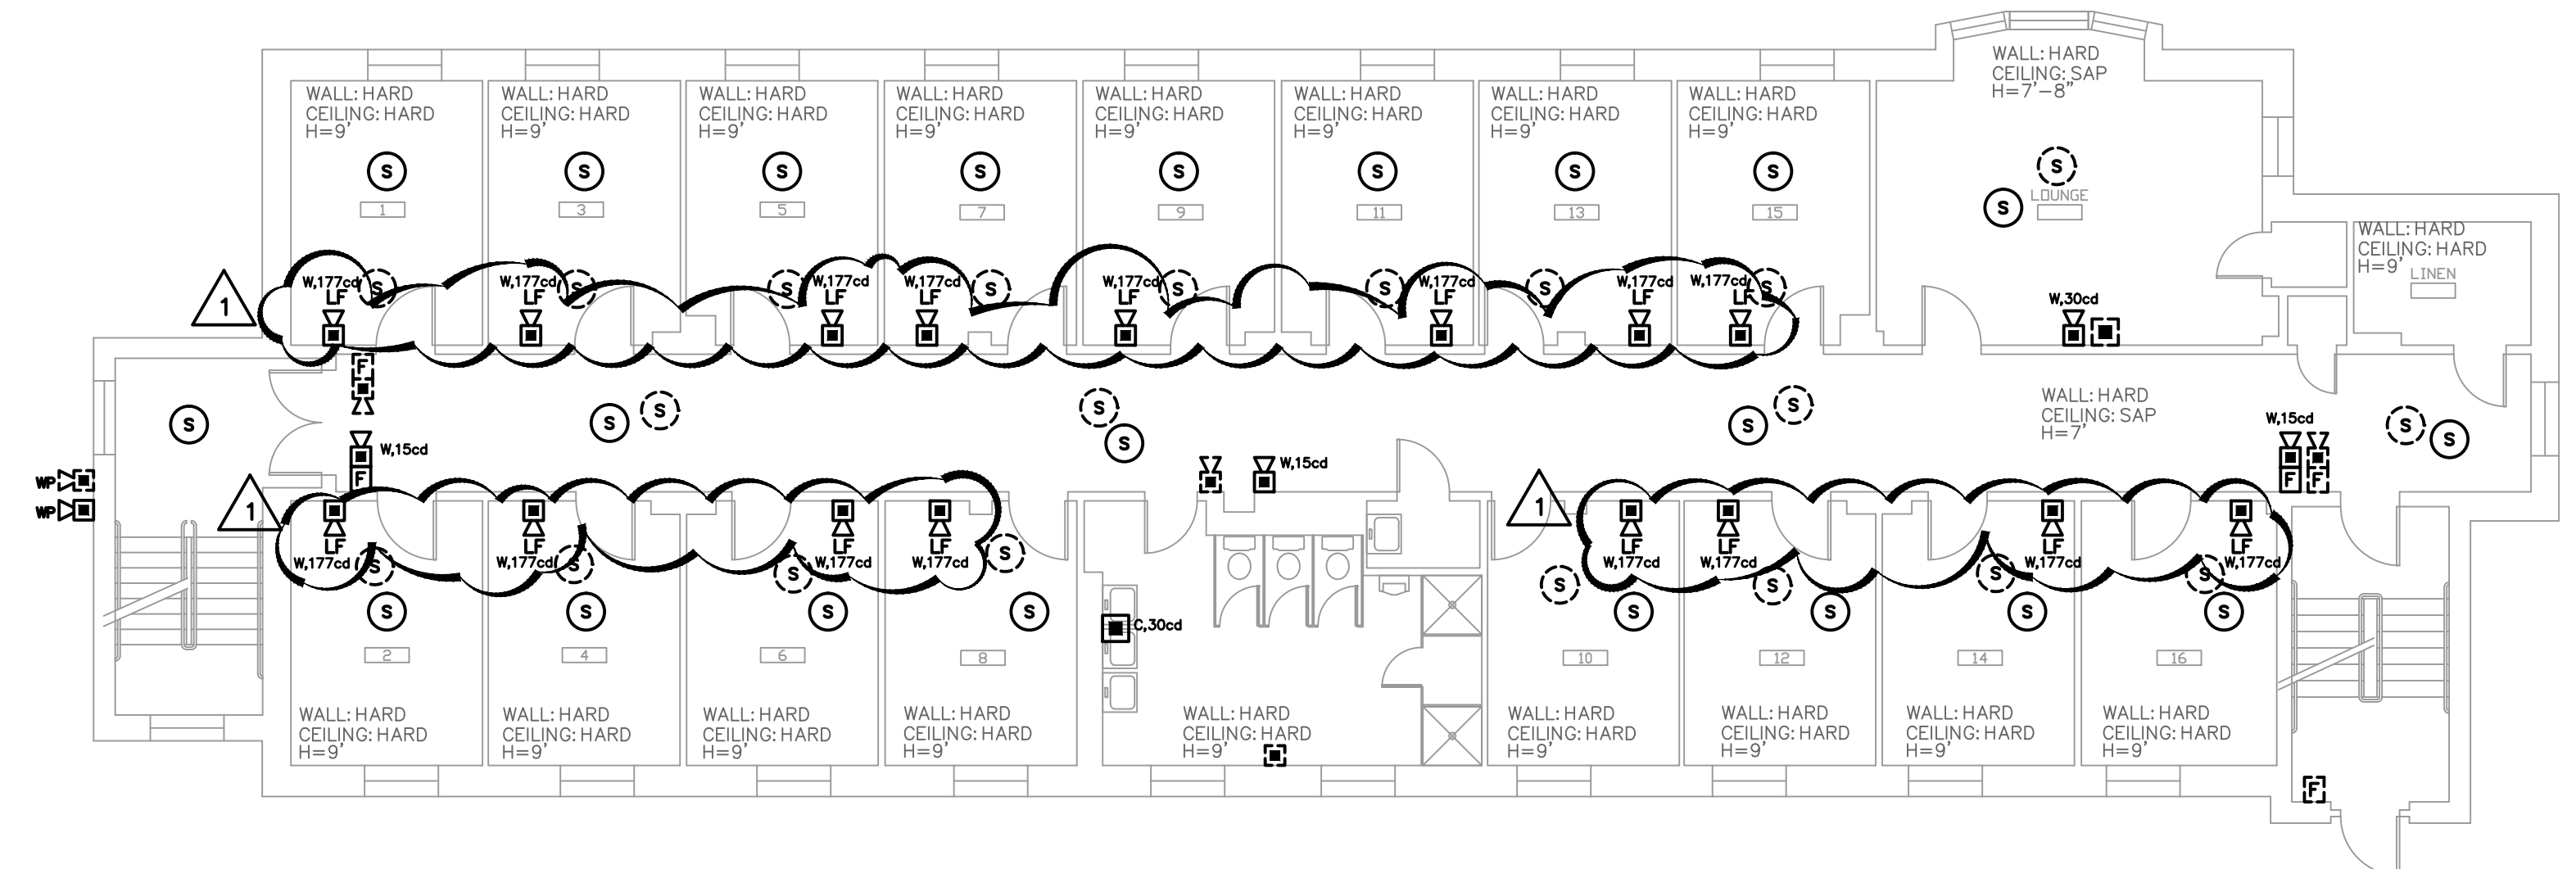 WALL: HARD
CEILING: SAP
H=7'-8"
WALL: HARD
CEILING: HARD
H=9'
WALL: HARD
CEILING: HARD
H=9'
WALL: HARD
CEILING: HARD
H=9'
WALL: HARD
CEILING: HARD
H=9'
WALL: HARD
CEILING: HARD
H=9'
WALL: HARD
CEILING: HARD
H=9'
WALL: HARD
CEILING: HARD
H=9'
WALL: HARD
CEILING: HARD
H=9'
S
S
S
S
S
S
S
S
S
S
LOUNGE
1
3
5
7
9
11
13
15
WALL: HARD
CEILING: HARD
H=9'
LINEN
1
W,177cd
LF
S
W,177cd
LF
S
S
W,177cd
LF
W,177cd
LF
S
W,177cd
LF
S
S
W,177cd
LF
S
W,177cd
LF
W,177cd
LF
S
W,30cd
F
S
S
S
S
S
S
S
WALL: HARD
CEILING: SAP
H=7'
W,15cd
S
S
W,15cd
F
W,15cd
F
F
WP
WP
1
1
LF
W,177cd
S
LF
W,177cd
S
S
LF
W,177cd
LF
W,177cd
S
S
LF
W,177cd
LF
W,177cd
S
S
LF
W,177cd
S
LF
W,177cd
S
S
S
S
S
S
S
S
C,30cd
2
4
6
8
10
12
14
16
WALL: HARD
CEILING: HARD
H=9'
WALL: HARD
CEILING: HARD
H=9'
WALL: HARD
CEILING: HARD
H=9'
WALL: HARD
CEILING: HARD
H=9'
WALL: HARD
CEILING: HARD
H=9'
WALL: HARD
CEILING: HARD
H=9'
WALL: HARD
CEILING: HARD
H=9'
WALL: HARD
CEILING: HARD
H=9'
WALL: HARD
CEILING: HARD
H=9'
F